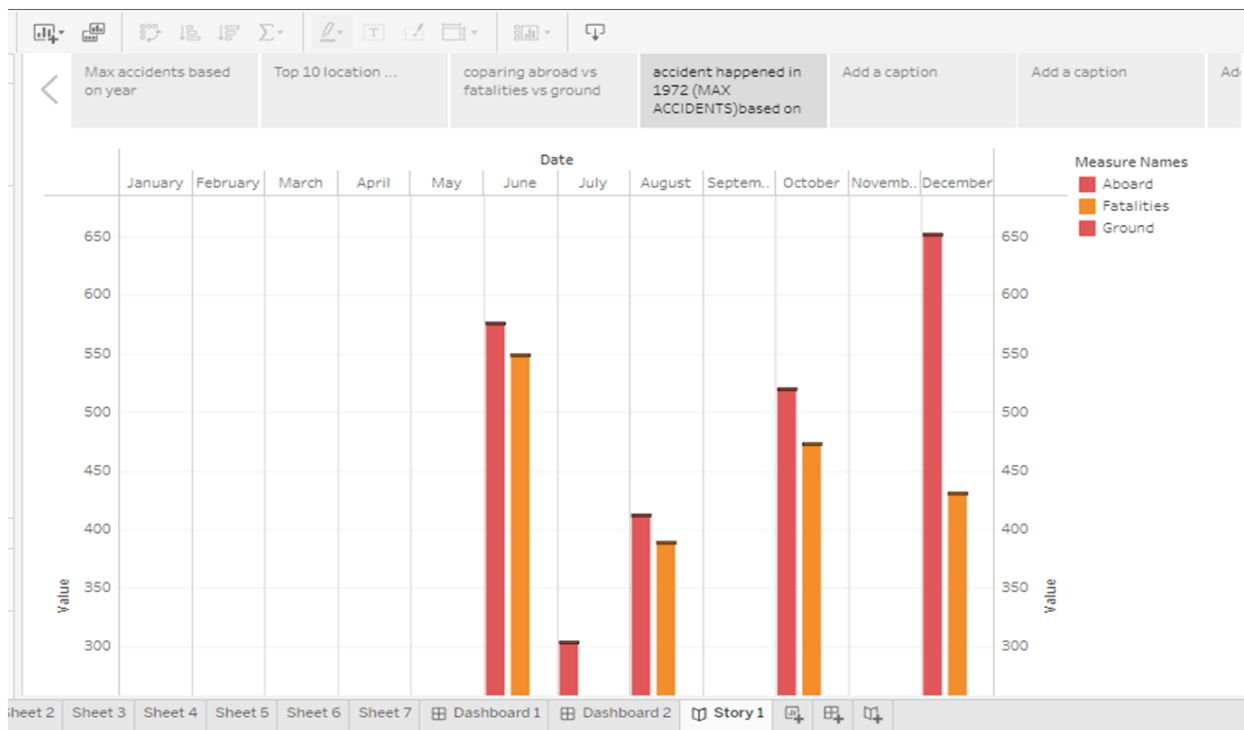 Max accidents based
on year
Top 10 location ...
coparing abroad vs
fatalities vs ground
accident happened in
1972 (MAX
ACCIDENTS)based on
Add a caption
Add a caption
Date
January February March April May June July August Septem.. October Novemb.. December
Measure Names
Aboard
Fatalities
Ground
650 650
600 600
550 550
500 500
450 450
400 400
350 350
300 300
Value Value
Sheet 2 Sheet 3 Sheet 4 Sheet 5 Sheet 6 Sheet 7 Dashboard 1 Dashboard 2 Story 1